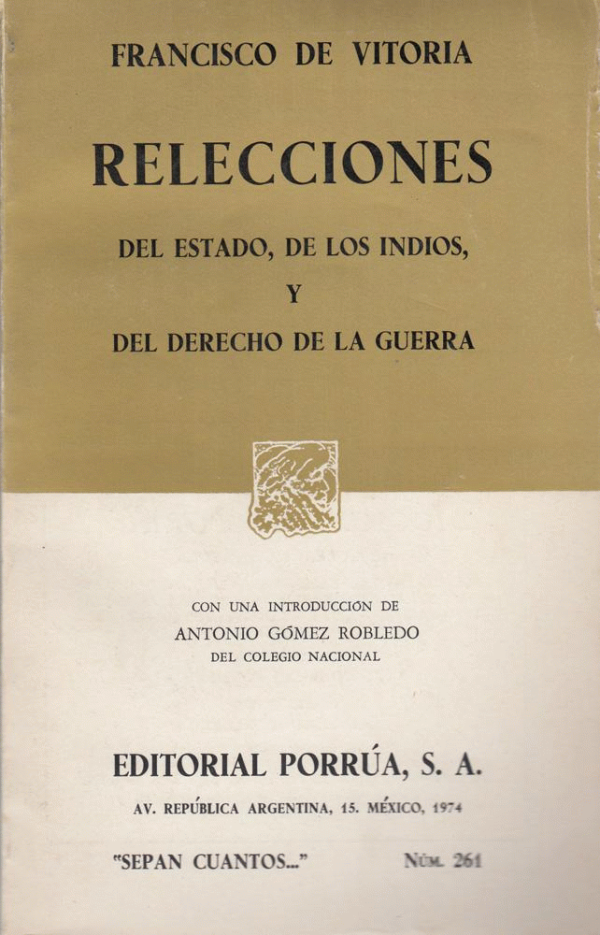 FRANCISCO DE VITORIA
RELECCIONES
DEL ESTADO, DE LOS INDIOS,
Y
DEL DERECHO DE LA GUERRA
CON UNA INTRODUCCIÓN DE
ANTONIO GÓMEZ ROBLEDO
DEL COLEGIO NACIONAL
EDITORIAL PORRÚA, S. A.
AV. REPÚBLICA ARGENTINA, 15. MÉXICO, 1974
"SEPAN CUANTOS..." NÚM. 261